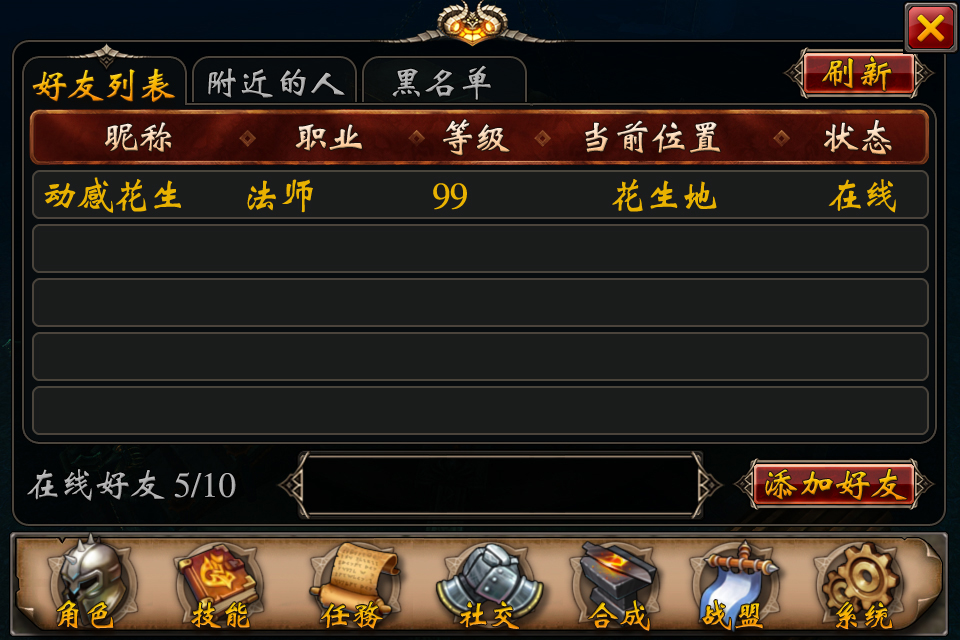 好友列表 附近的人 黑名单 刷新
昵称 职业 等级 当前位置 状态
动感花生 法师 99 花生地 在线
在线好友 5/10 添加好友
角色 技能 任務 社交 合成 战盟 系统